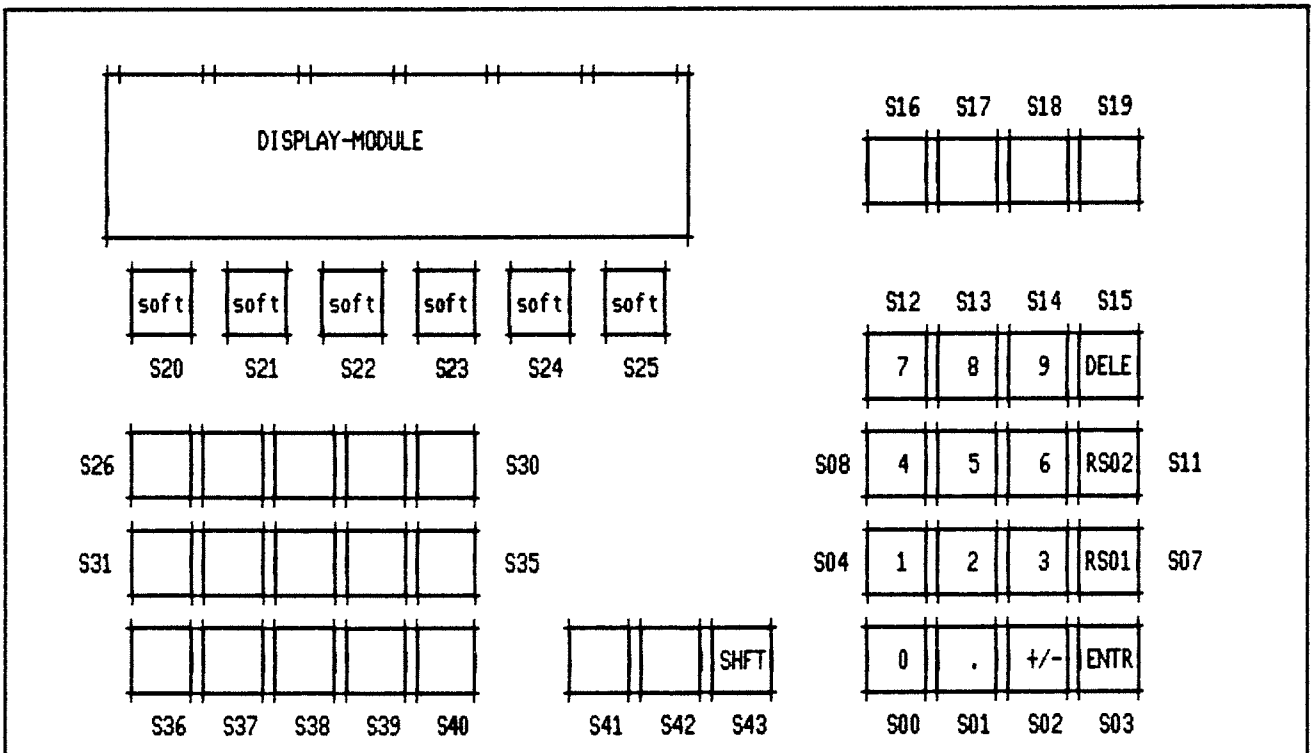 S16 S17 S18 S19
DISPLAY-MODULE
soft soft soft soft soft soft
S20 S21 S22 S23 S24 S25
S12 S13 S14 S15
7 8 9 DELE
S26 S30
S08 4 5 6 RS02 S11
S31 S35
S04 1 2 3 RS01 S07
SHFT
0 . +/- ENTR
S36 S37 S38 S39 S40 S41 S42 S43 S00 S01 S02 S03